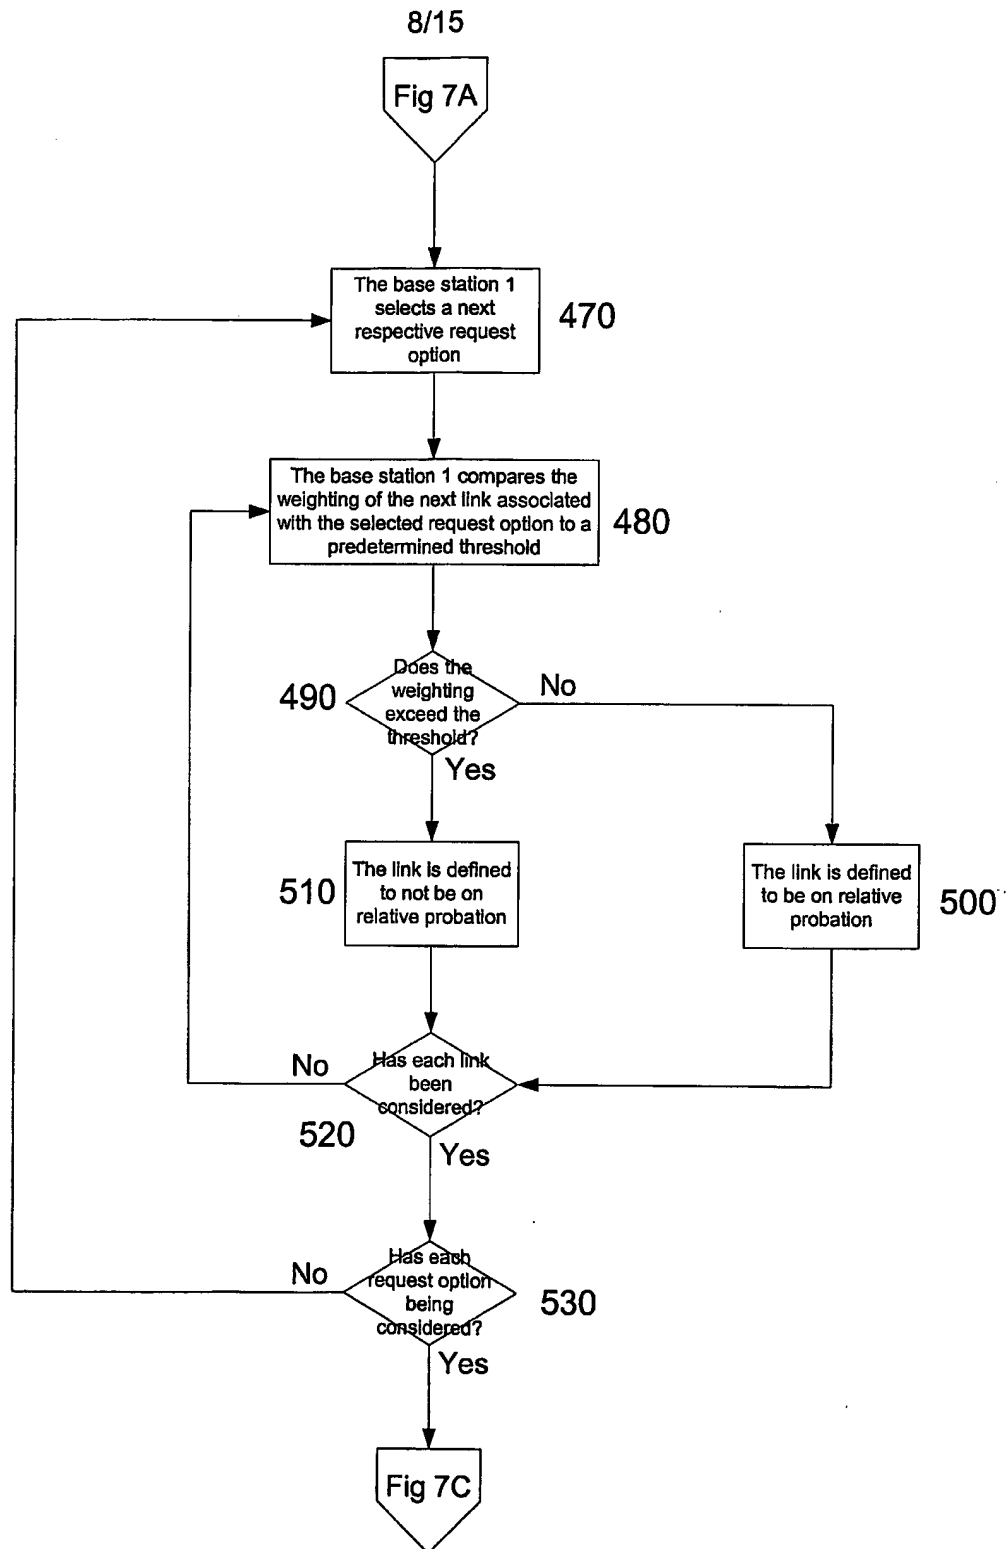 8/15
Fig 7A
The base station 1
selects a next
respective request
option
470
The base station 1 compares the
weighting of the next link associated
with the selected request option to a
predetermined threshold
480
Does the
weighting
exceed the
threshold?
490
No
Yes
The link is defined
to not be on
relative probation
510
The link is defined
to be on relative
probation
500
Has each link
been
considered?
No
520
Yes
Has each
request option
being
considered?
No
530
Yes
Fig 7C